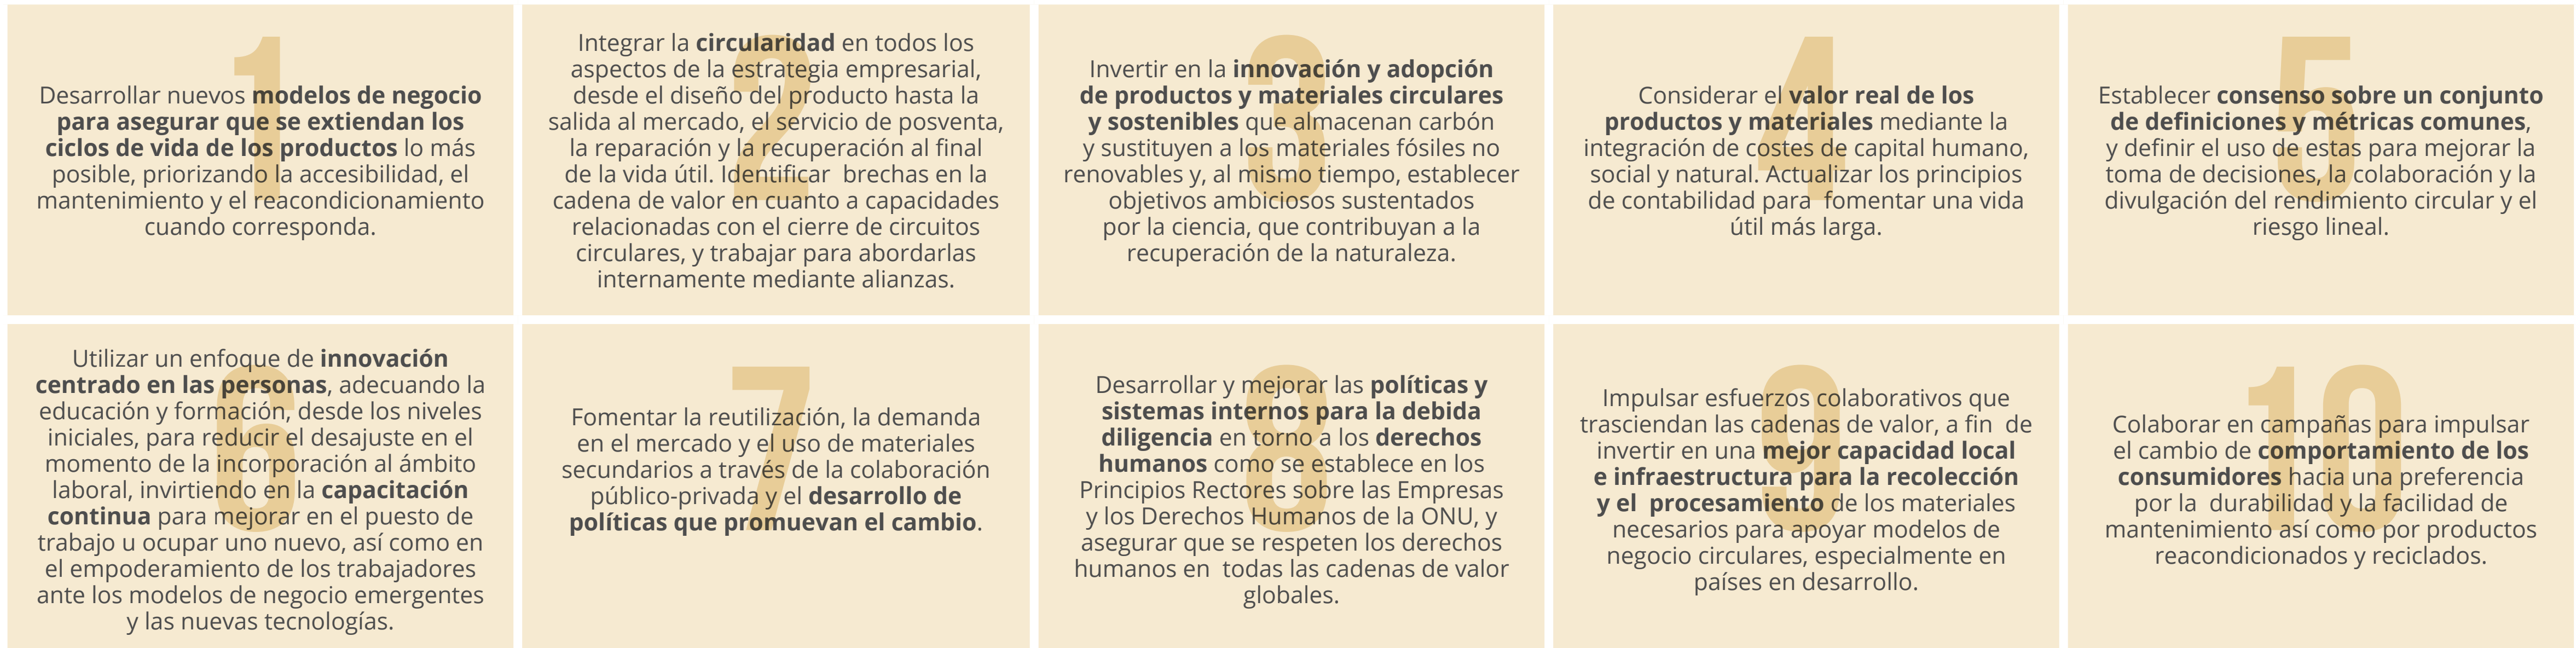 1
Desarrollar nuevos modelos de negocio
para asegurar que se extiendan los
ciclos de vida de los productos lo más
posible, priorizando la accesibilidad, el
mantenimiento y el reacondicionamiento
cuando corresponda.
2
Integrar la circularidad en todos los
aspectos de la estrategia empresarial,
desde el diseño del producto hasta la
salida al mercado, el servicio de posventa,
la reparación y la recuperación al final
de la vida útil. Identificar brechas en la
cadena de valor en cuanto a capacidades
relacionadas con el cierre de circuitos
circulares, y trabajar para abordarlas
internamente mediante alianzas.
3
Invertir en la innovación y adopción
de productos y materiales circulares
y sostenibles que almacenan carbón
y sustituyen a los materiales fósiles no
renovables y, al mismo tiempo, establecer
objetivos ambiciosos sustentados
por la ciencia, que contribuyan a la
recuperación de la naturaleza.
4
Considerar el valor real de los
productos y materiales mediante la
integración de costes de capital humano,
social y natural. Actualizar los principios
de contabilidad para fomentar una vida
útil más larga.
5
Establecer consenso sobre un conjunto
de definiciones y métricas comunes,
y definir el uso de estas para mejorar la
toma de decisiones, la colaboración y la
divulgación del rendimiento circular y el
riesgo lineal.
6
Utilizar un enfoque de innovación
centrado en las personas, adecuando la
educación y formación, desde los niveles
iniciales, para reducir el desajuste en el
momento de la incorporación al ámbito
laboral, invirtiendo en la capacitación
continua para mejorar en el puesto de
trabajo u ocupar uno nuevo, así como en
el empoderamiento de los trabajadores
ante los modelos de negocio emergentes
y las nuevas tecnologías.
7
Fomentar la reutilización, la demanda
en el mercado y el uso de materiales
secundarios a través de la colaboración
público-privada y el desarrollo de
políticas que promuevan el cambio.
8
Desarrollar y mejorar las políticas y
sistemas internos para la debida
diligencia en torno a los derechos
humanos como se establece en los
Principios Rectores sobre las Empresas
y los Derechos Humanos de la ONU, y
asegurar que se respeten los derechos
humanos en todas las cadenas de valor
globales.
9
Impulsar esfuerzos colaborativos que
trasciendan las cadenas de valor, a fin de
invertir en una mejor capacidad local
e infraestructura para la recolección
y el procesamiento de los materiales
necesarios para apoyar modelos de
negocio circulares, especialmente en
países en desarrollo.
10
Colaborar en campañas para impulsar
el cambio de comportamiento de los
consumidores hacia una preferencia
por la durabilidad y la facilidad de
mantenimiento así como por productos
reacondicionados y reciclados.